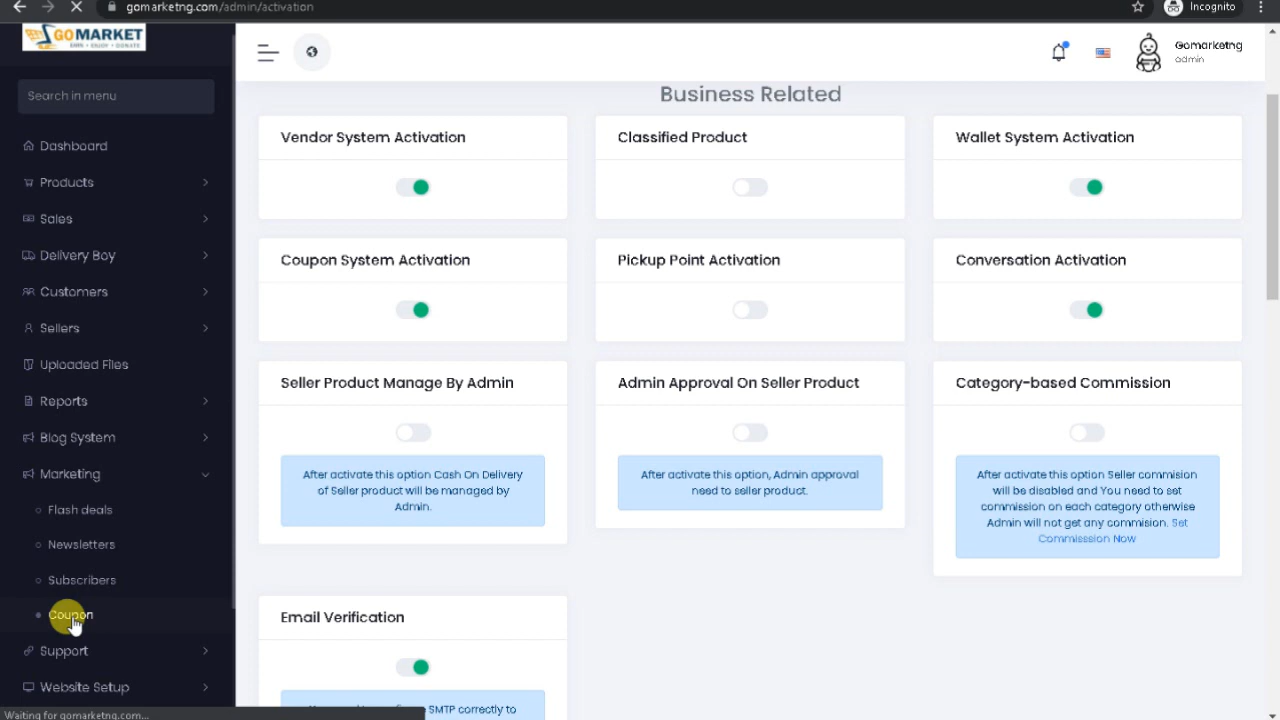 gomarketng.com/admin/activation
Incognito
GOMARKET
EARN - ENJOY - DONATE
Search in menu
Dashboard
Products
Sales
Delivery Boy
Customers
Sellers
Uploaded Files
Reports
Blog System
Marketing
Flash deals
Newsletters
Subscribers
Coupon
Support
Website Setup
Waiting for gomarketng.com...
Gomarketng
admin
Business Related
Vendor System Activation
Classified Product
Wallet System Activation
Coupon System Activation
Pickup Point Activation
Conversation Activation
Seller Product Manage By Admin
After activate this option Cash On Delivery
of Seller product will be managed by
Admin.
Admin Approval On Seller Product
After activate this option, Admin approval
need to seller product.
Category-based Commission
After activate this option Seller commision
will be disabled and You need to set
commission on each category otherwise
Admin will not get any commision. Set
Commisssion Now
Email Verification
SMTP correctly to